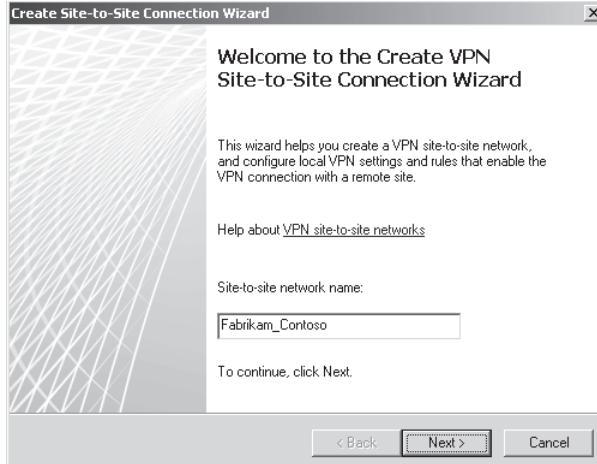 Create Site-to-Site Connection Wizard
Welcome to the Create VPN
Site-to-Site Connection Wizard
This wizard helps you create a VPN site-to-site network,
and configure local VPN settings and rules that enable the
VPN connection with a remote site.
Help about VPN site-to-site networks
Site-to-site network name:
Fabrikam_Contoso
To continue, click Next.
< Back
Next >
Cancel